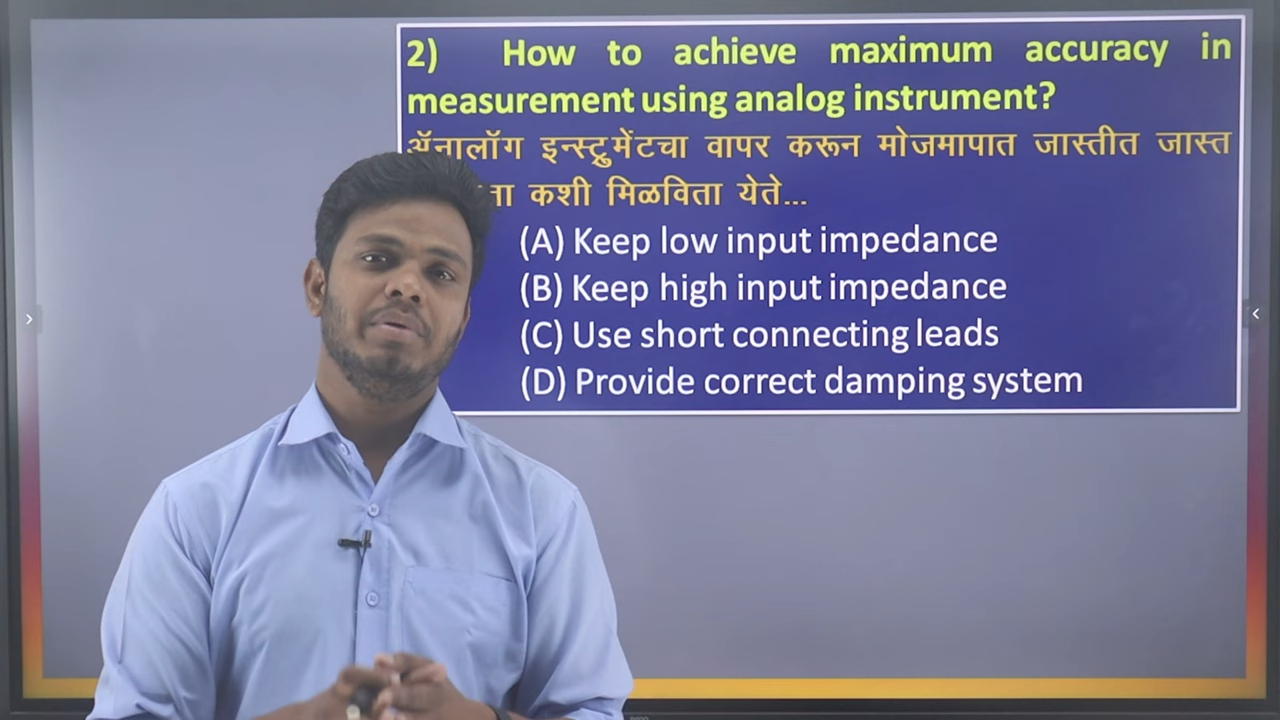 2) How to achieve maximum accuracy in
measurement using analog instrument?
ॲनालॉग इन्स्ट्रुमेंटचा वापर करून मोजमापात जास्तीत जास्त
कशी मिळविता येते...
(A) Keep low input impedance
(B) Keep high input impedance
(C) Use short connecting leads
(D) Provide correct damping system